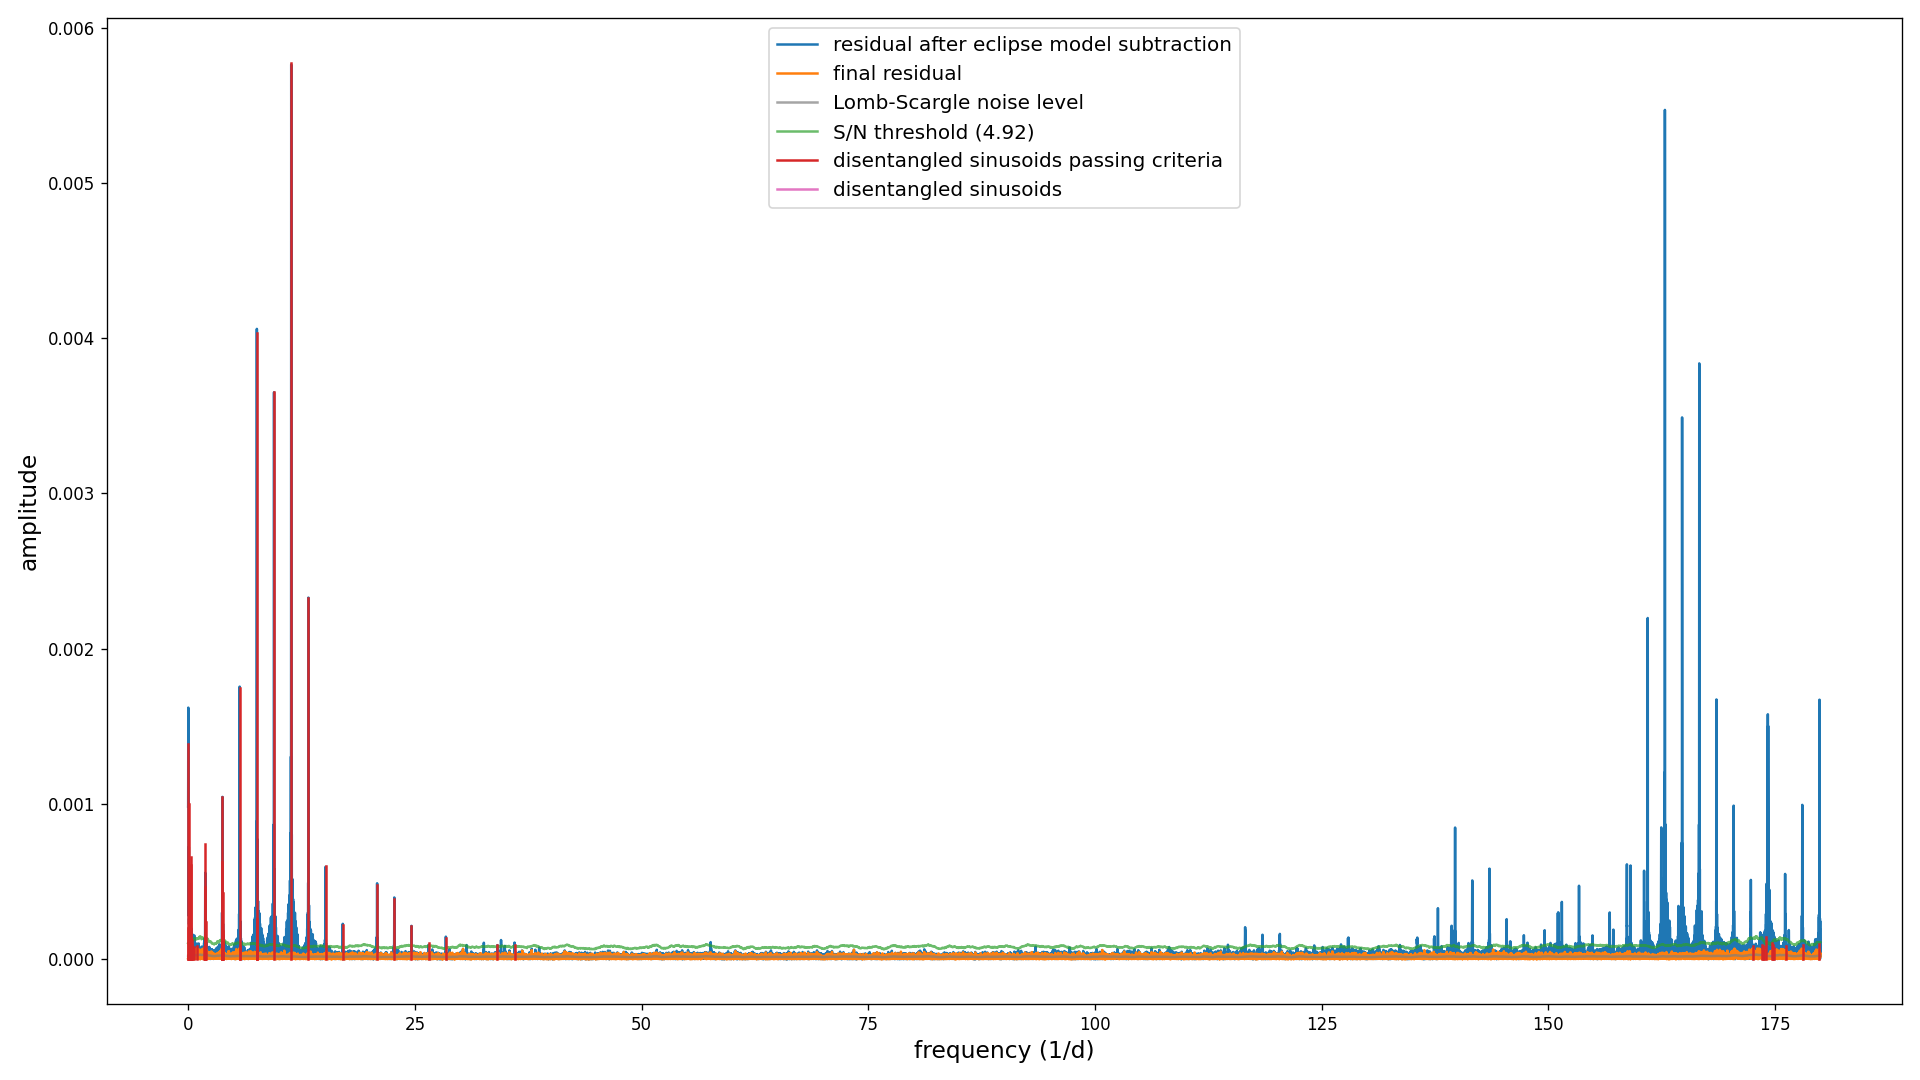 0.006
0.005
0.004
0.003
0.002
0.001
0.000
amplitude
residual after eclipse model subtraction
final residual
Lomb-Scargle noise level
S/N threshold (4.92)
disentangled sinusoids passing criteria
disentangled sinusoids
0 25 50 75 100 125 150 175
frequency (1/d)